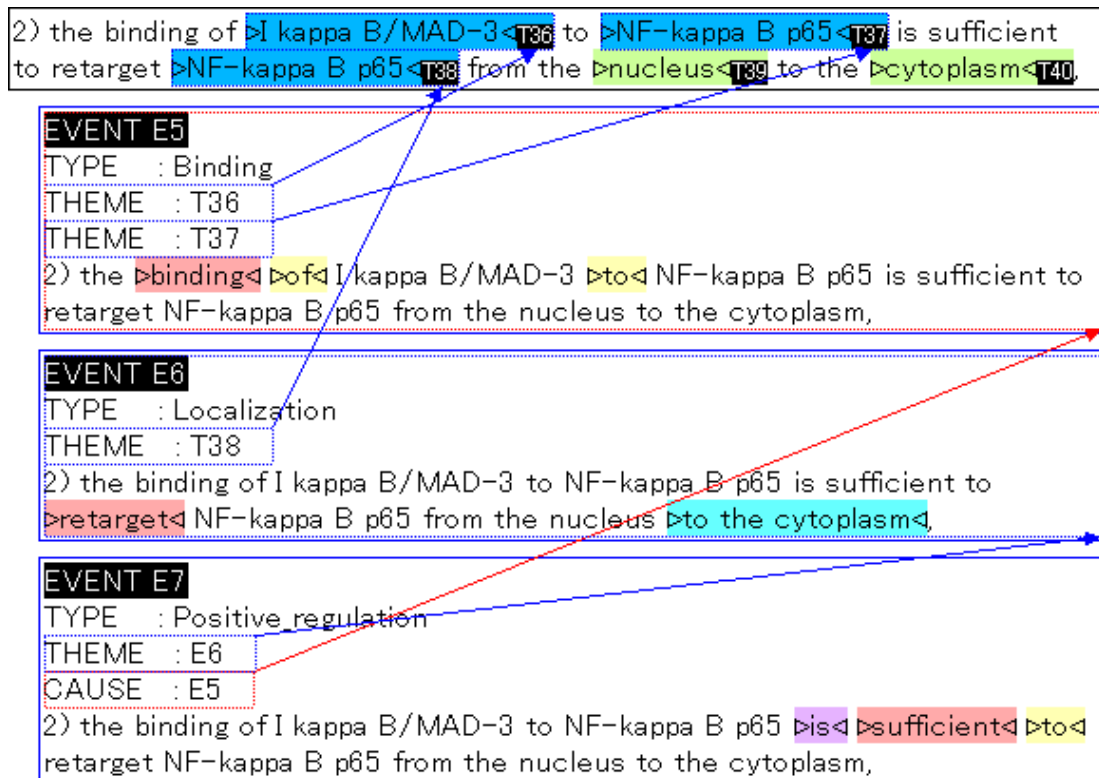 2) the binding of ▷I kappa B/MAD-3◁T36 to ▷NF-kappa B p65◁T37 is sufficient
to retarget ▷NF-kappa B p65◁T38 from the ▷nucleus◁T39 to the ▷cytoplasm◁T40,
EVENT E5
TYPE : Binding
THEME : T36
THEME : T37
2) the ▷binding◁ ▷of◁ I kappa B/MAD-3 ▷to◁ NF-kappa B p65 is sufficient to
retarget NF-kappa B p65 from the nucleus to the cytoplasm,
EVENT E6
TYPE : Localization
THEME : T38
2) the binding of I kappa B/MAD-3 to NF-kappa B p65 is sufficient to
▷retarget◁ NF-kappa B p65 from the nucleus ▷to the cytoplasm◁,
EVENT E7
TYPE : Positive_regulation
THEME : E6
CAUSE : E5
2) the binding of I kappa B/MAD-3 to NF-kappa B p65 ▷is◁ ▷sufficient◁ ▷to◁
retarget NF-kappa B p65 from the nucleus to the cytoplasm,